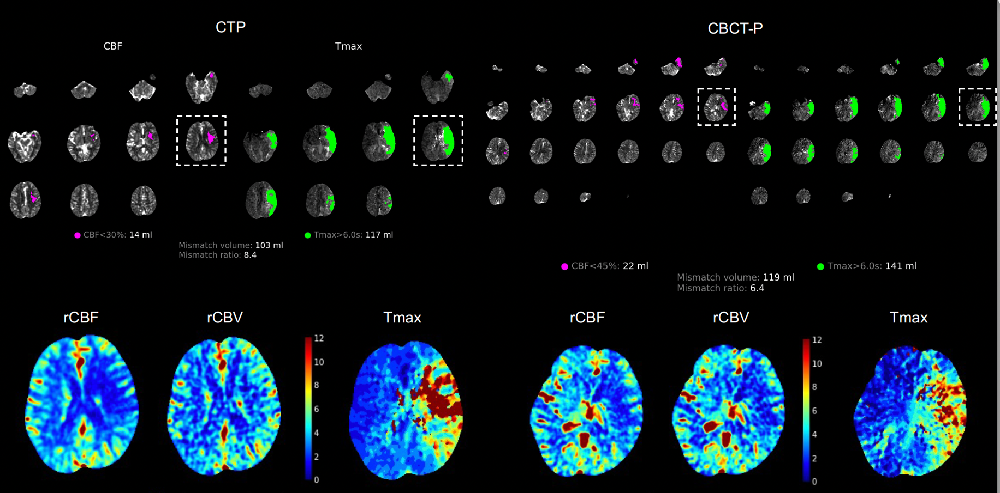 CTP
CBF
Tmax
CBF<30%: 14 ml
Tmax>6.0s: 117 ml
Mismatch volume: 103 ml
Mismatch ratio: 8.4
rCBF
rCBV
Tmax
12
10
8
6
4
2
0
CBCT-P
CBF<45%: 22 ml
Tmax>6.0s: 141 ml
Mismatch volume: 119 ml
Mismatch ratio: 6.4
rCBF
rCBV
Tmax
12
10
8
6
4
2
0